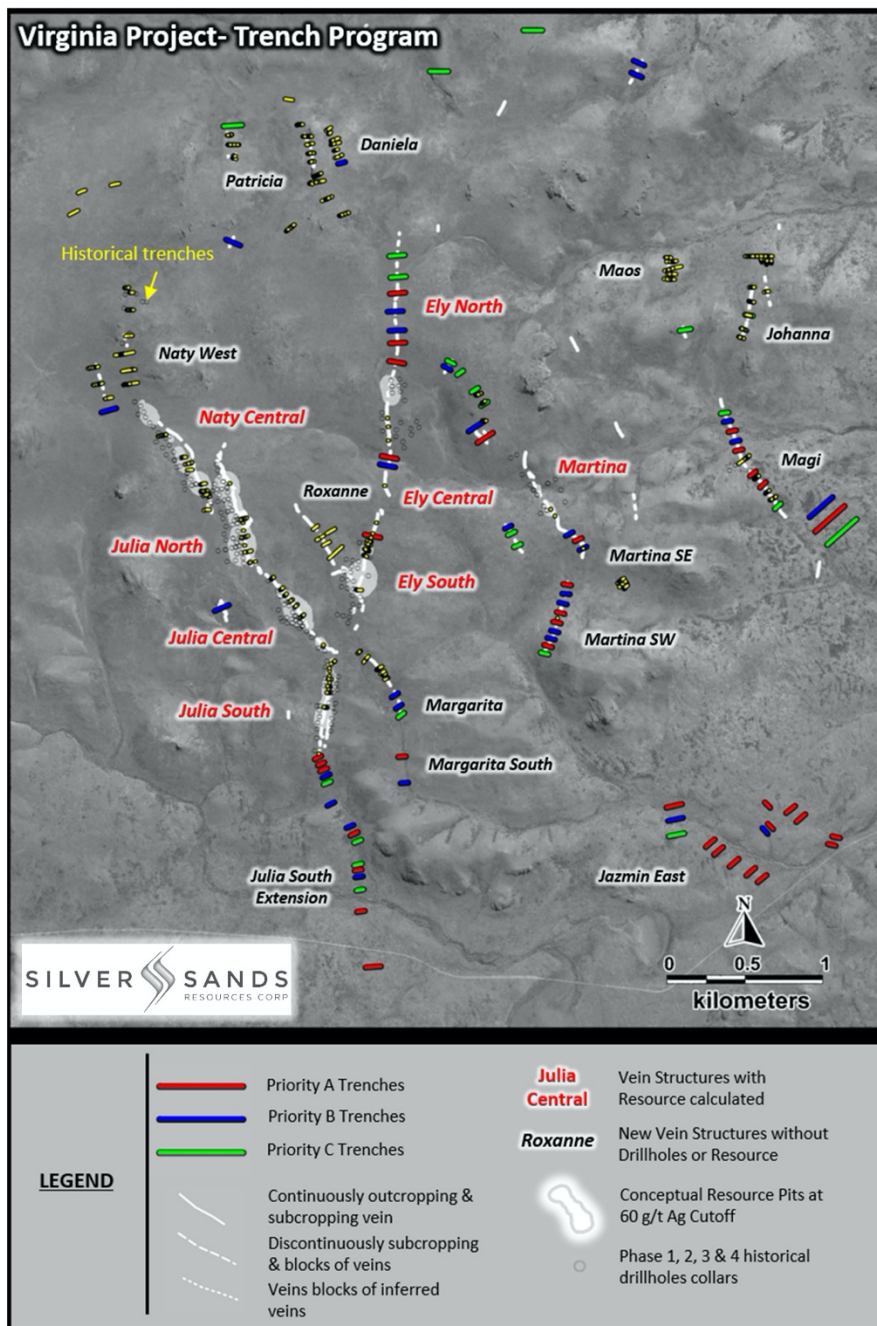 Virginia Project- Trench Program
Daniela
Patricia
Historical trenches
Maos
Ely North
Johanna
Naty West
Naty Central
Martina
Magi
Roxanne
Ely Central
Julia North
Martina SE
Ely South
Julia Central
Martina SW
Julia South
Margarita
Margarita South
Julia South
Extension
Jazmin East
N
0 0.5 1
kilometers
SILVER SANDS
RESOURCES CORP
LEGEND
Priority A Trenches
Priority B Trenches
Priority C Trenches
Continuously outcropping &
subcropping vein
Discontinuously subcropping
& blocks of veins
Veins blocks of inferred
veins
Julia
Central
Vein Structures with
Resource calculated
Roxanne
New Vein Structures without
Drillholes or Resource
Conceptual Resource Pits at
60 g/t Ag Cutoff
Phase 1, 2, 3 & 4 historical
drillholes collars